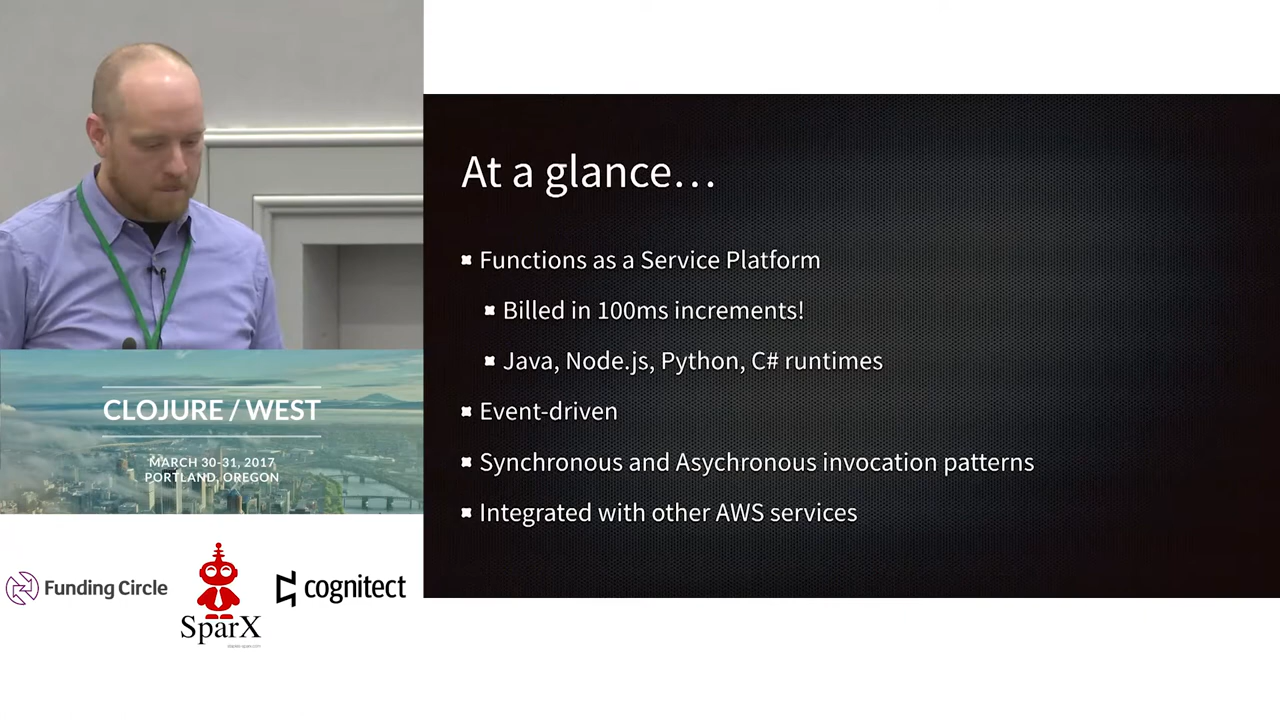 At a glance…
Functions as a Service Platform
Billed in 100ms increments!
Java, Node.js, Python, C# runtimes
Event-driven
Synchronous and Asychronous invocation patterns
Integrated with other AWS services
CLOJURE / WEST
MARCH 30-31, 2017
PORTLAND, OREGON
Funding Circle
SparX
cognitect